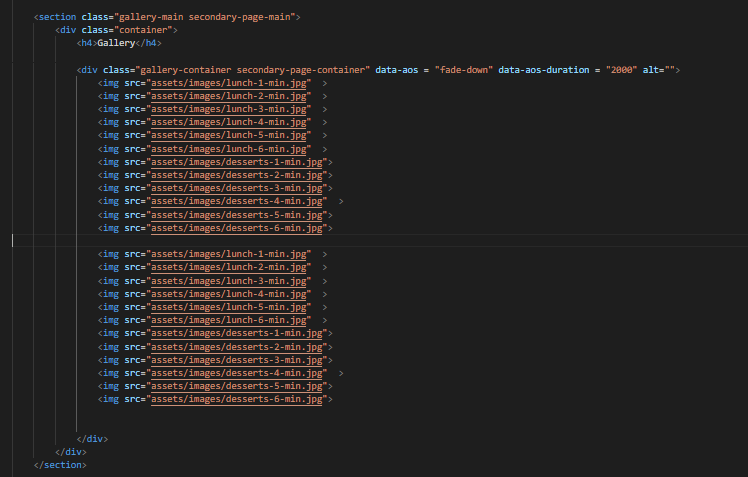 <section class="gallery-main secondary-page-main">
<div class="container">
<h4>Gallery</h4>
<div class="gallery-container secondary-page-container" data-aos = "fade-down" data-aos-duration = "2000" alt="">
<img src="assets/images/lunch-1-min.jpg"  >
<img src="assets/images/lunch-2-min.jpg"  >
<img src="assets/images/lunch-3-min.jpg"  >
<img src="assets/images/lunch-4-min.jpg"  >
<img src="assets/images/lunch-5-min.jpg"  >
<img src="assets/images/lunch-6-min.jpg"  >
<img src="assets/images/desserts-1-min.jpg">
<img src="assets/images/desserts-2-min.jpg">
<img src="assets/images/desserts-3-min.jpg">
<img src="assets/images/desserts-4-min.jpg"  >
<img src="assets/images/desserts-5-min.jpg">
<img src="assets/images/desserts-6-min.jpg">
<img src="assets/images/lunch-1-min.jpg"  >
<img src="assets/images/lunch-2-min.jpg"  >
<img src="assets/images/lunch-3-min.jpg"  >
<img src="assets/images/lunch-4-min.jpg"  >
<img src="assets/images/lunch-5-min.jpg"  >
<img src="assets/images/lunch-6-min.jpg"  >
<img src="assets/images/desserts-1-min.jpg">
<img src="assets/images/desserts-2-min.jpg">
<img src="assets/images/desserts-3-min.jpg">
<img src="assets/images/desserts-4-min.jpg"  >
<img src="assets/images/desserts-5-min.jpg">
<img src="assets/images/desserts-6-min.jpg">
</div>
</div>
</section>